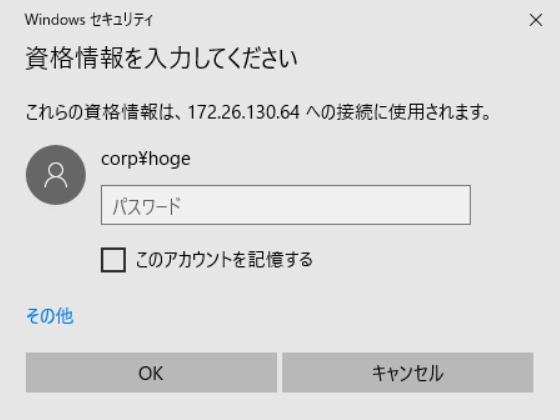 Windows セキュリティ
資格情報を入力してください
これらの資格情報は、172.26.130.64 への接続に使用されます。
corp¥hoge
パスワード
このアカウントを記憶する
その他
OK キャンセル